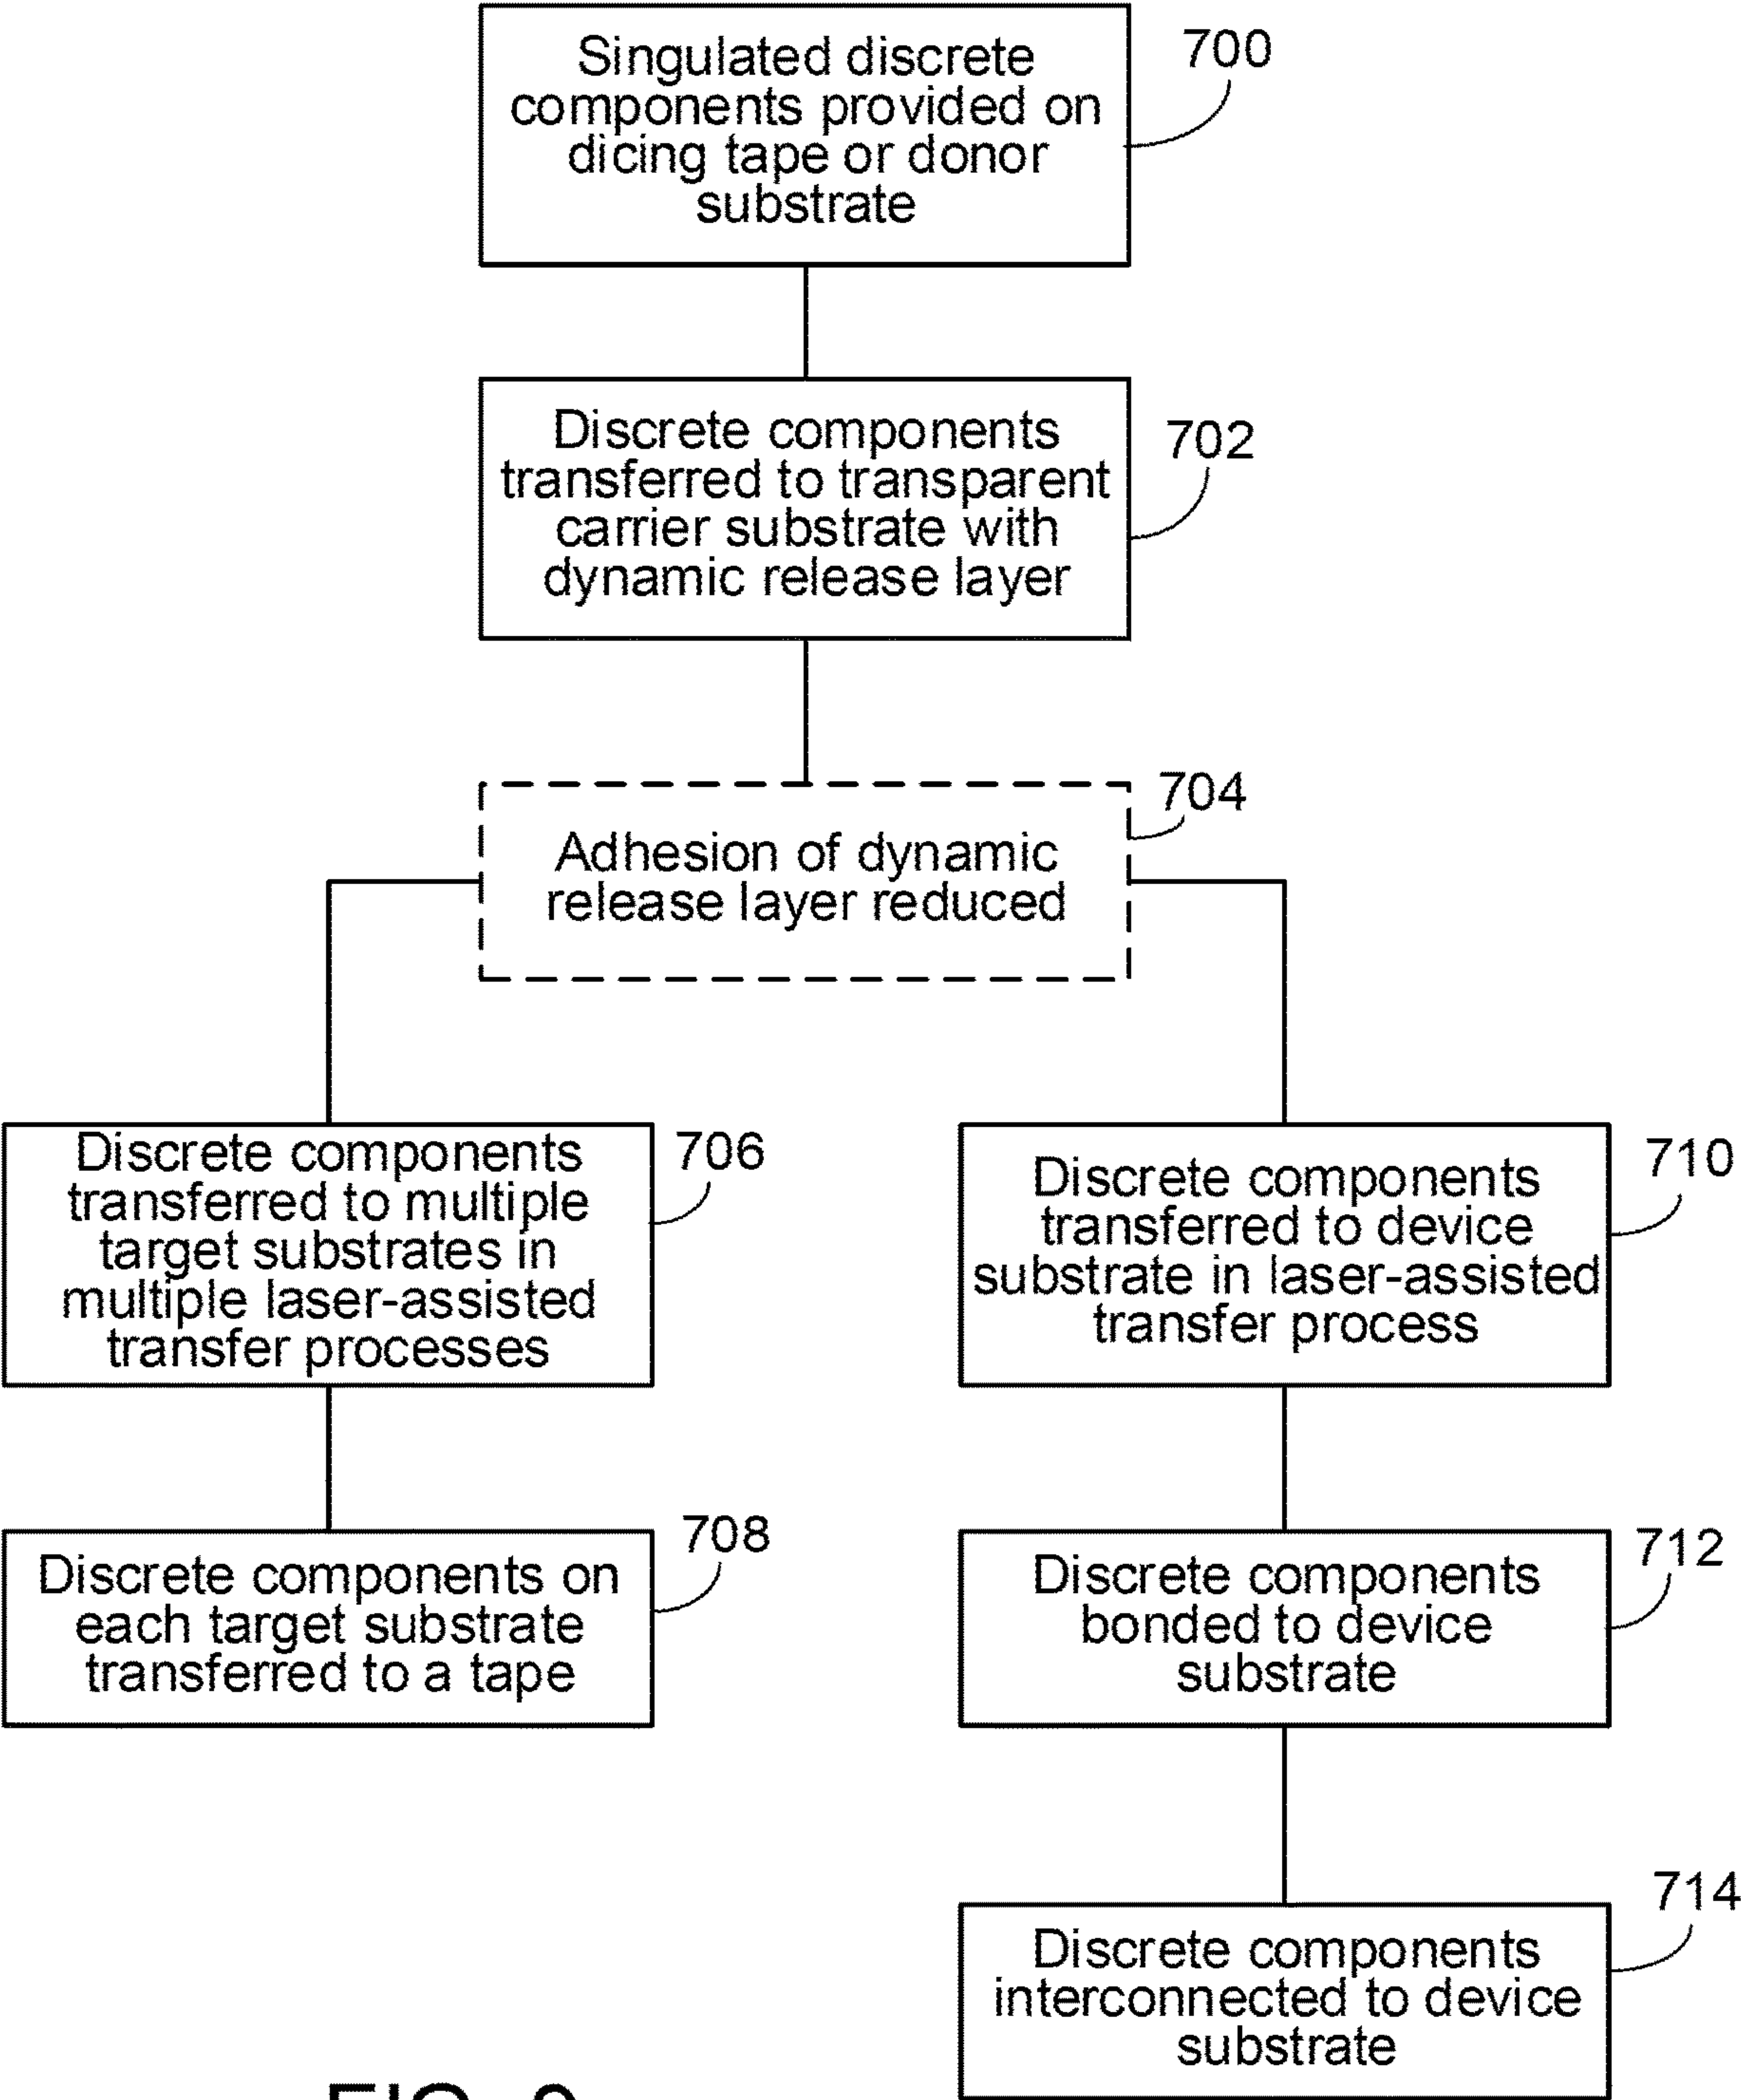 Singulated discrete
components provided on
dicing tape or donor
substrate
700
Discrete components
transferred to transparent
carrier substrate with
dynamic release layer
702
Adhesion of dynamic
release layer reduced
704
Discrete components
transferred to multiple
target substrates in
multiple laser-assisted
transfer processes
706
Discrete components on
each target substrate
transferred to a tape
708
Discrete components
transferred to device
substrate in laser-assisted
transfer process
710
Discrete components
bonded to device
substrate
712
Discrete components
interconnected to device
substrate
714
FIG.